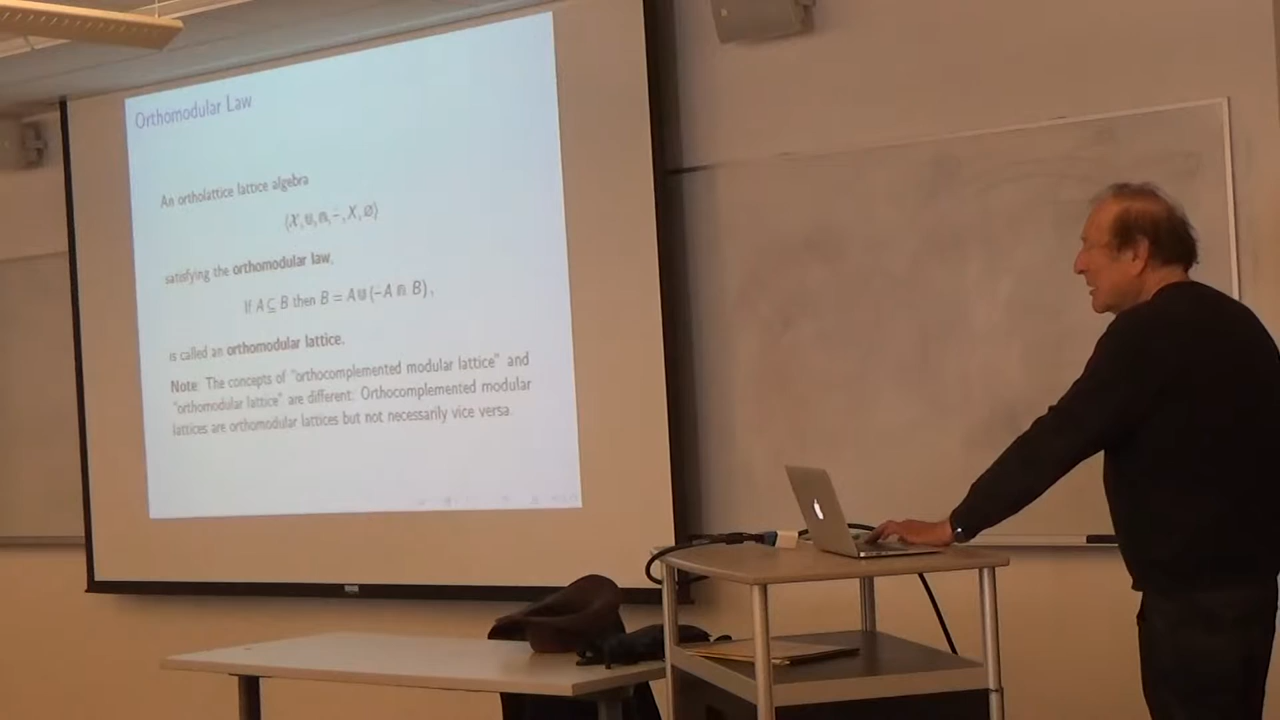 Orthomodular Law
An ortholattice lattice algebra
⟨𝒳, ⋓, ⋒, −, X, ∅⟩
satisfying the orthomodular law,
If A ⊆ B then B = A ⋓ (−A ⋒ B),
is called an orthomodular lattice.
Note: The concepts of "orthocomplemented modular lattice" and
"orthomodular lattice" are different: Orthocomplemented modular
lattices are orthomodular lattices but not necessarily vice versa.